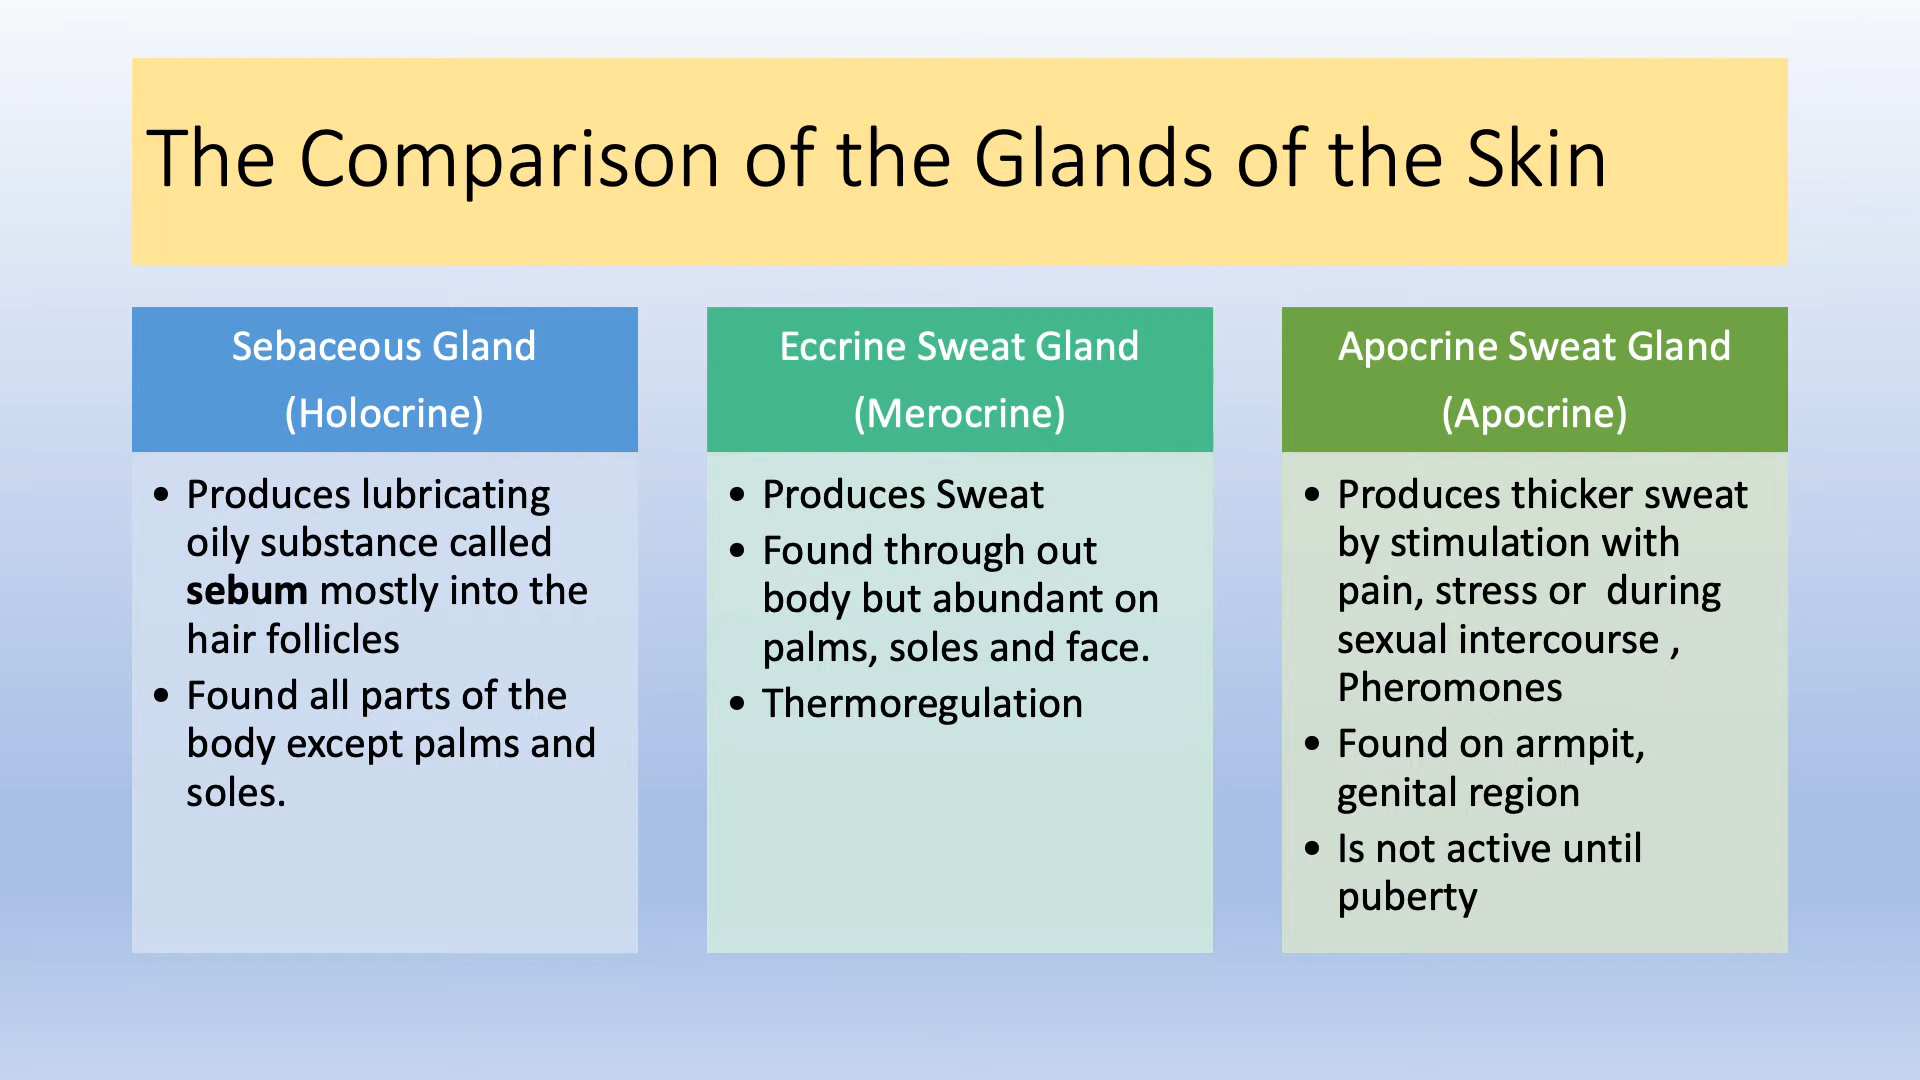 The Comparison of the Glands of the Skin
Sebaceous Gland
(Holocrine)
• Produces lubricating
oily substance called
sebum mostly into the
hair follicles
• Found all parts of the
body except palms and
soles.
Eccrine Sweat Gland
(Merocrine)
• Produces Sweat
• Found through out
body but abundant on
palms, soles and face.
• Thermoregulation
Apocrine Sweat Gland
(Apocrine)
• Produces thicker sweat
by stimulation with
pain, stress or  during
sexual intercourse ,
Pheromones
• Found on armpit,
genital region
• Is not active until
puberty